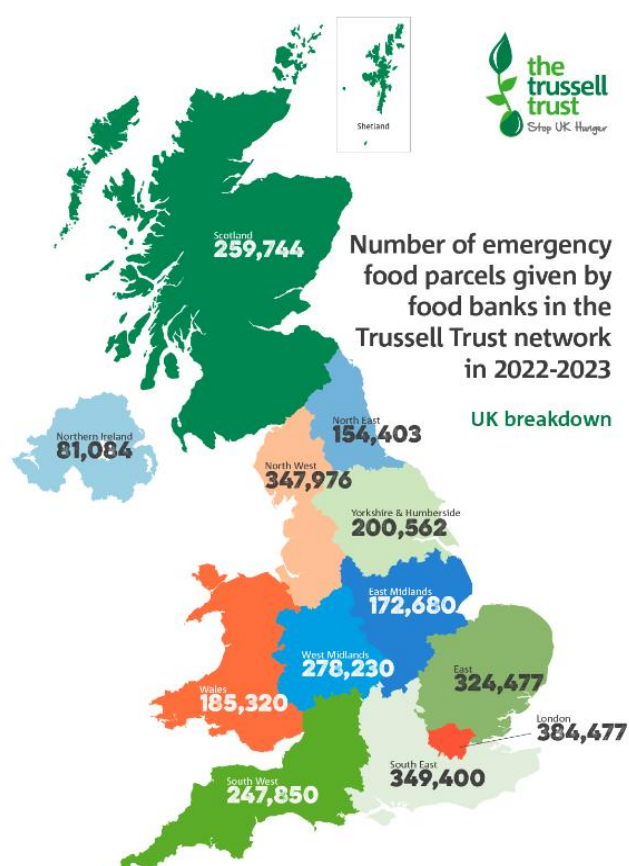 the
trussell
trust
Stop UK Hunger
Shetland
Number of emergency
food parcels given by
food banks in the
Trussell Trust network
in 2022-2023
UK breakdown
Scotland
259,744
North East
154,403
Northern Ireland
81,084
North West
347,976
Yorkshire & Humberside
200,562
East Midlands
172,680
West Midlands
278,230
East
324,477
Wales
185,320
London
384,477
South East
349,400
South West
247,850